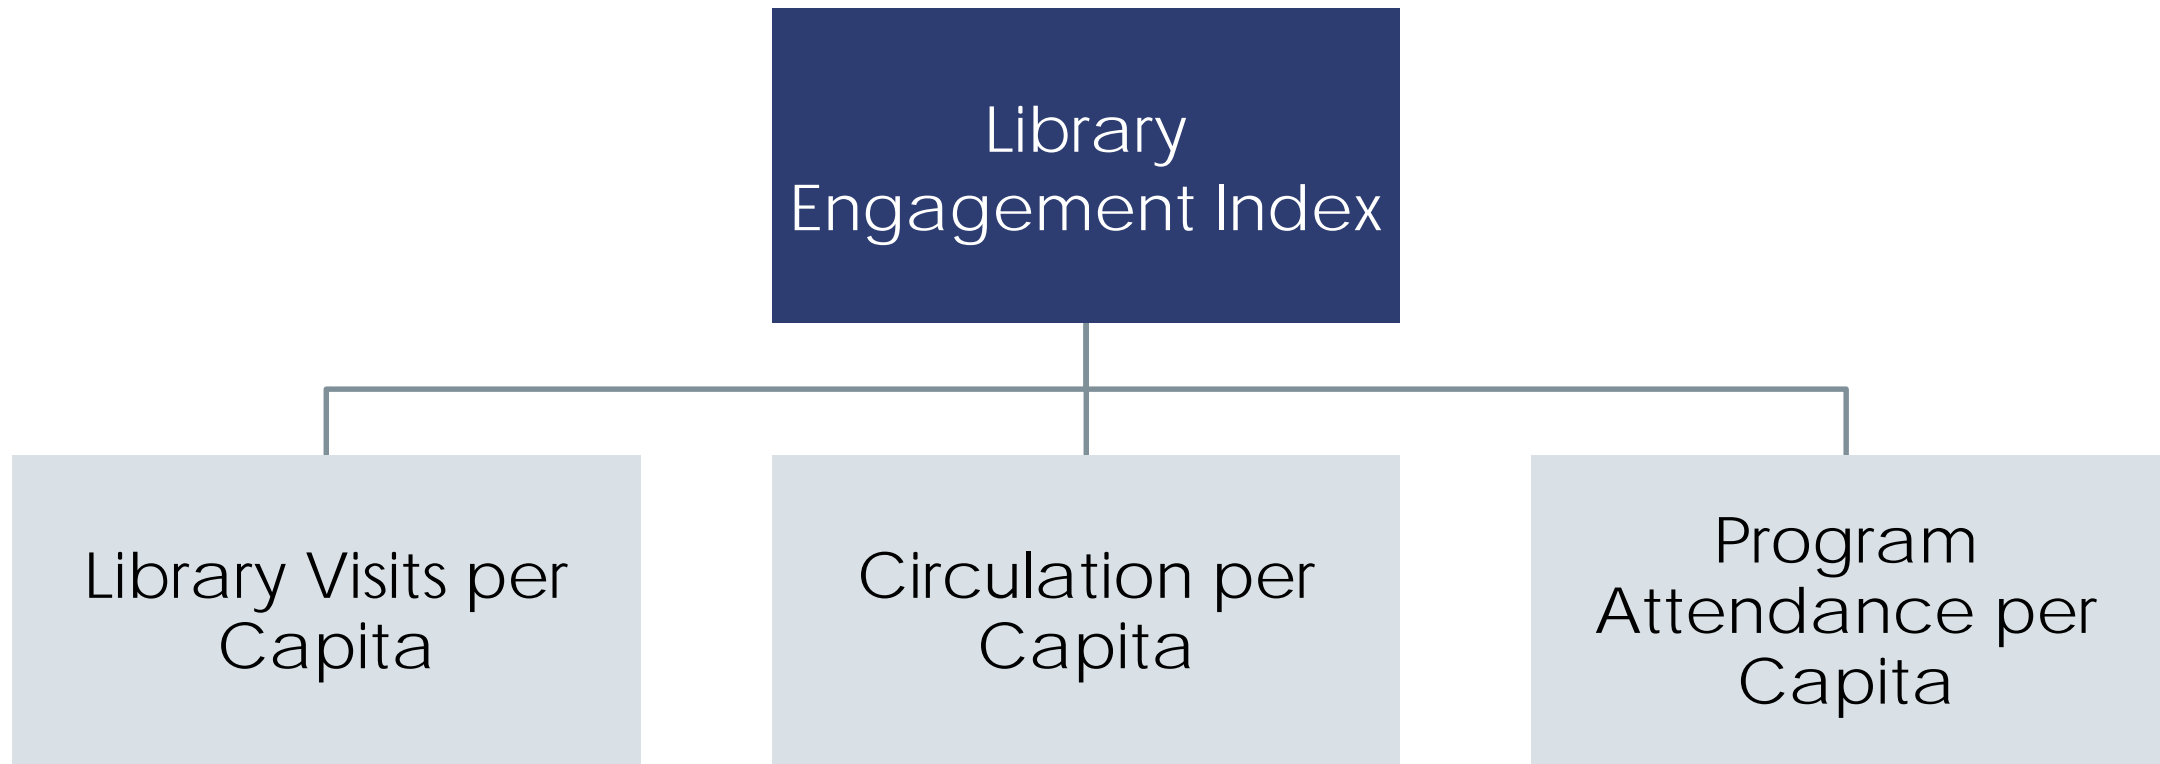 Library
Engagement Index
Library Visits per
Capita
Circulation per
Capita
Program
Attendance per
Capita